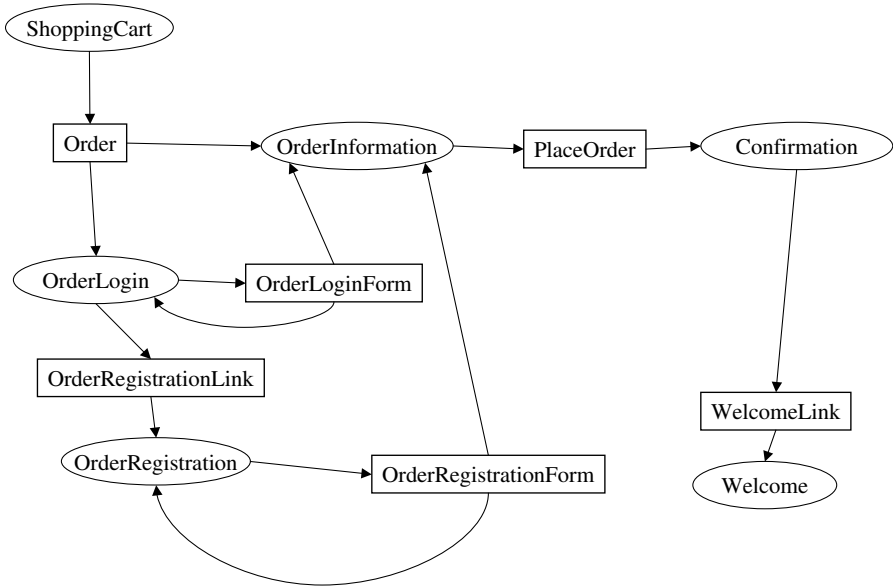 ShoppingCart
Order
OrderInformation
PlaceOrder
Confirmation
OrderLogin
OrderLoginForm
OrderRegistrationLink
WelcomeLink
OrderRegistration
OrderRegistrationForm
Welcome